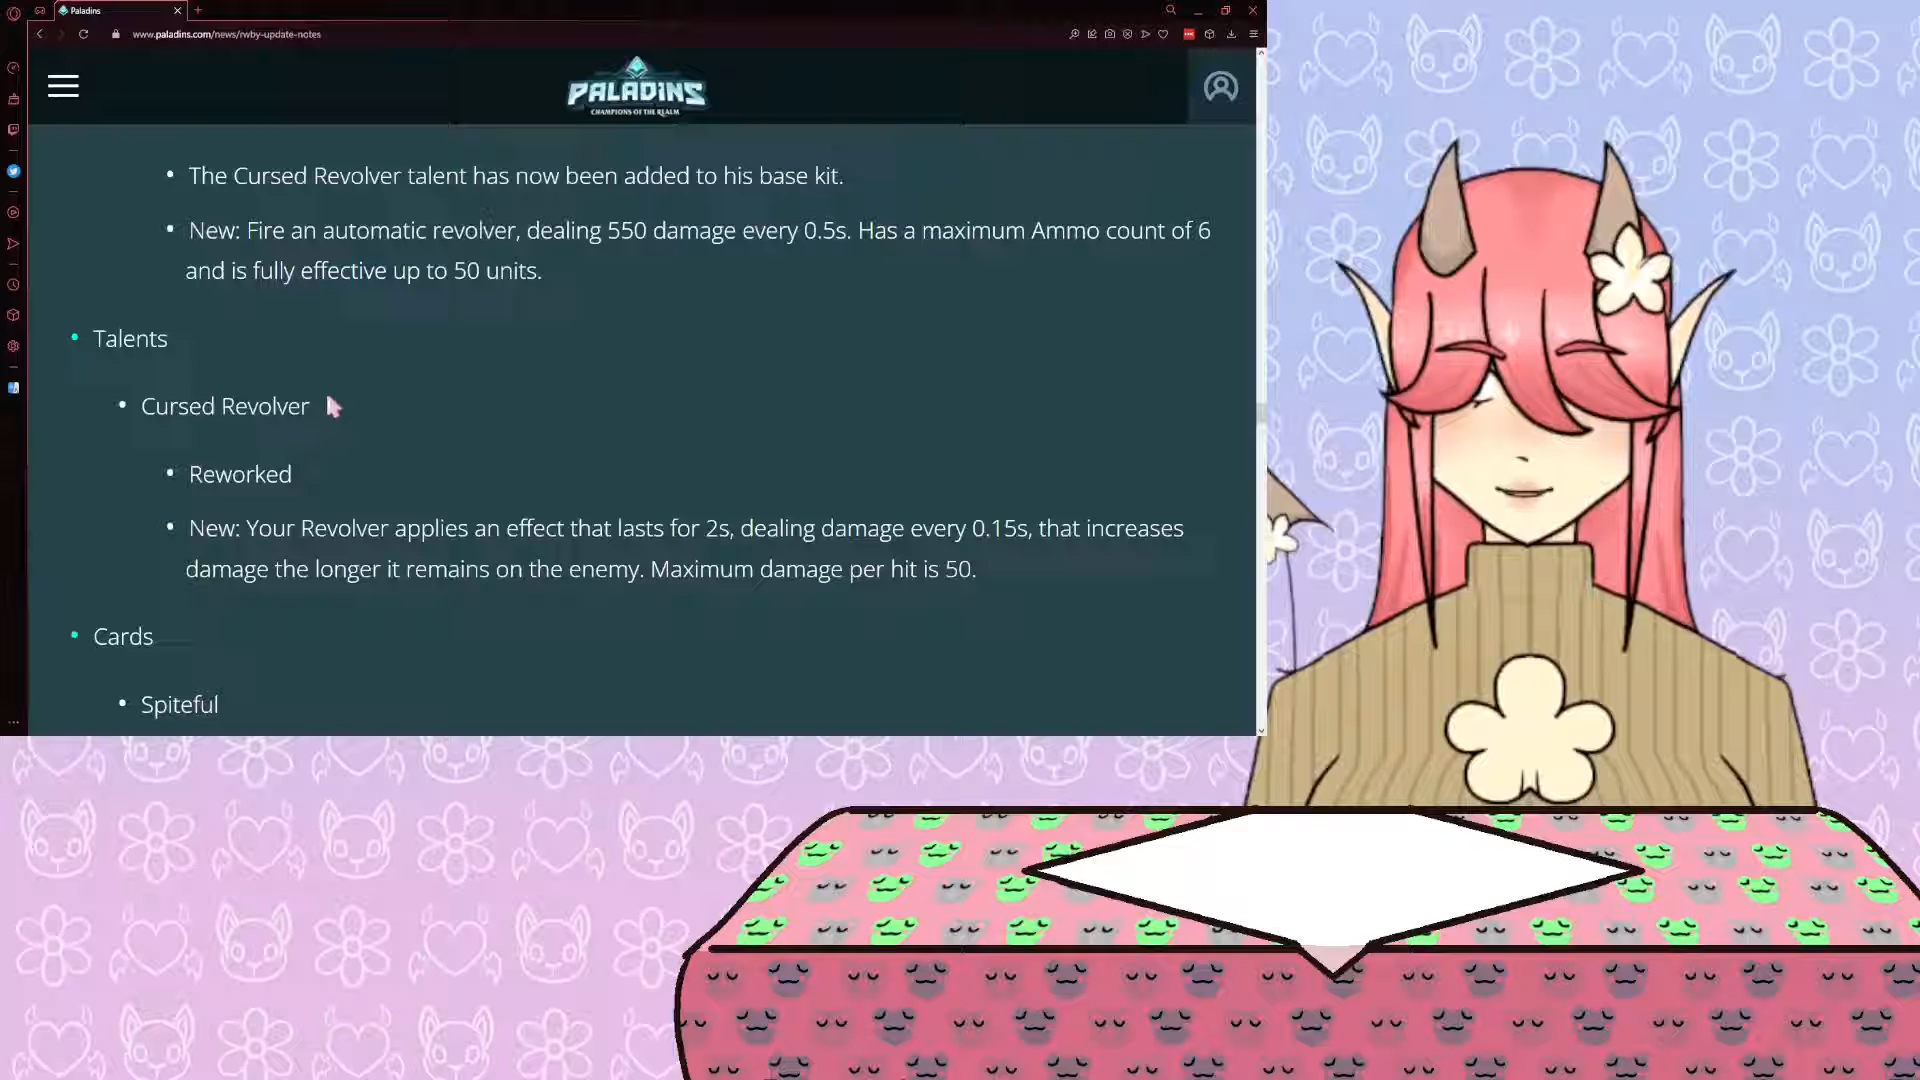 Paladins
www.paladins.com/news/rwby-update-notes
PALADINS
CHAMPIONS OF THE REALM
• The Cursed Revolver talent has now been added to his base kit.
• New: Fire an automatic revolver, dealing 550 damage every 0.5s. Has a maximum Ammo count of 6
and is fully effective up to 50 units.
• Talents
• Cursed Revolver
• Reworked
• New: Your Revolver applies an effect that lasts for 2s, dealing damage every 0.15s, that increases
damage the longer it remains on the enemy. Maximum damage per hit is 50.
• Cards
• Spiteful